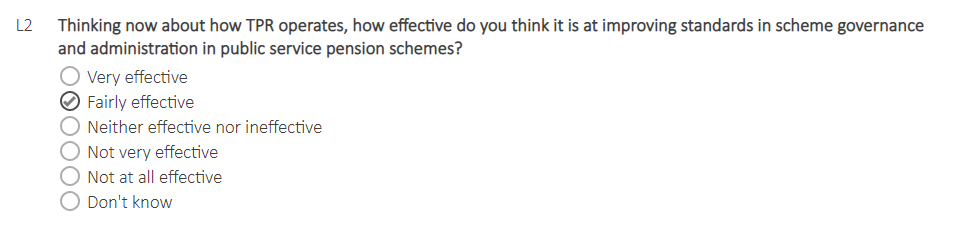 L2 Thinking now about how TPR operates, how effective do you think it is at improving standards in scheme governance
and administration in public service pension schemes?
Very effective
Fairly effective
Neither effective nor ineffective
Not very effective
Not at all effective
Don't know